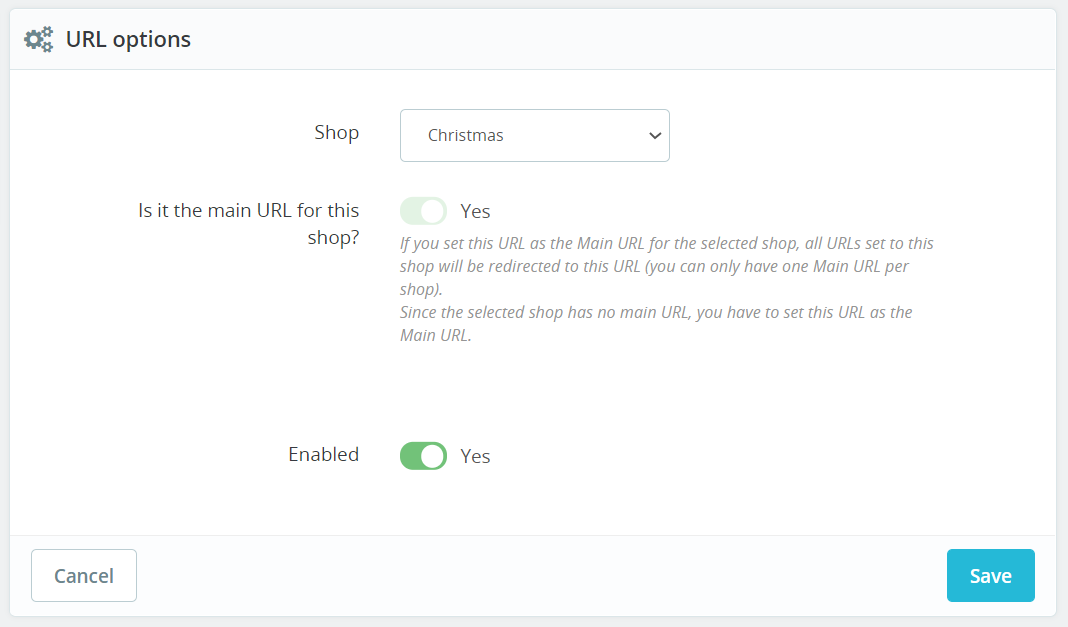 URL options
Shop
Christmas
Is it the main URL for this
shop?
Yes
If you set this URL as the Main URL for the selected shop, all URLs set to this
shop will be redirected to this URL (you can only have one Main URL per
shop).
Since the selected shop has no main URL, you have to set this URL as the
Main URL.
Enabled
Yes
Cancel
Save